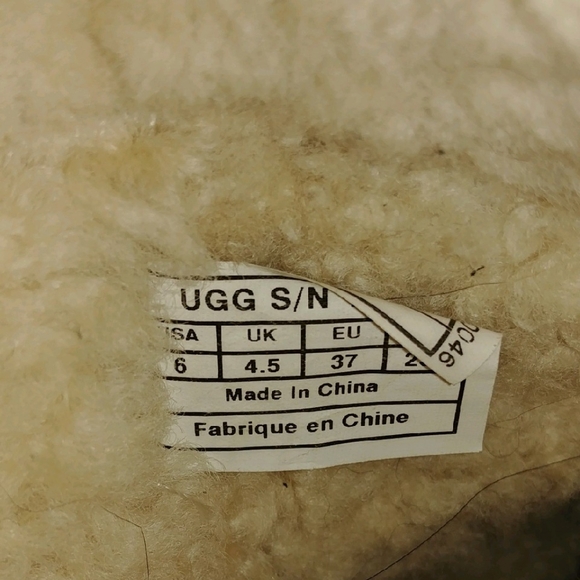 UGG S/N
UK EU
6 4.5 37
Made In China
Fabrique en Chine